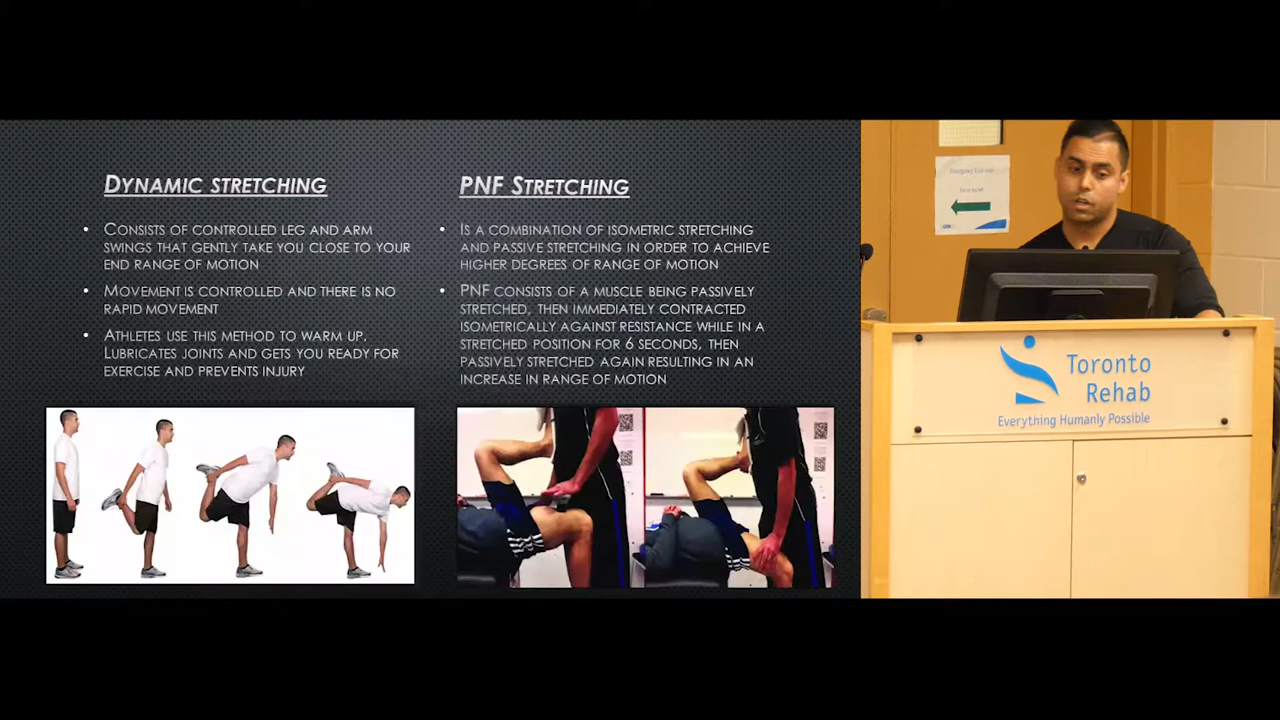 DYNAMIC STRETCHING
• CONSISTS OF CONTROLLED LEG AND ARM
SWINGS THAT GENTLY TAKE YOU CLOSE TO YOUR
END RANGE OF MOTION
• MOVEMENT IS CONTROLLED AND THERE IS NO
RAPID MOVEMENT
• ATHLETES USE THIS METHOD TO WARM UP.
LUBRICATES JOINTS AND GETS YOU READY FOR
EXERCISE AND PREVENTS INJURY
PNF STRETCHING
• IS A COMBINATION OF ISOMETRIC STRETCHING
AND PASSIVE STRETCHING IN ORDER TO ACHIEVE
HIGHER DEGREES OF RANGE OF MOTION
• PNF CONSISTS OF A MUSCLE BEING PASSIVELY
STRETCHED, THEN IMMEDIATELY CONTRACTED
ISOMETRICALLY AGAINST RESISTANCE WHILE IN A
STRETCHED POSITION FOR 6 SECONDS, THEN
PASSIVELY STRETCHED AGAIN RESULTING IN AN
INCREASE IN RANGE OF MOTION
Toronto
Rehab
Everything Humanly Possible